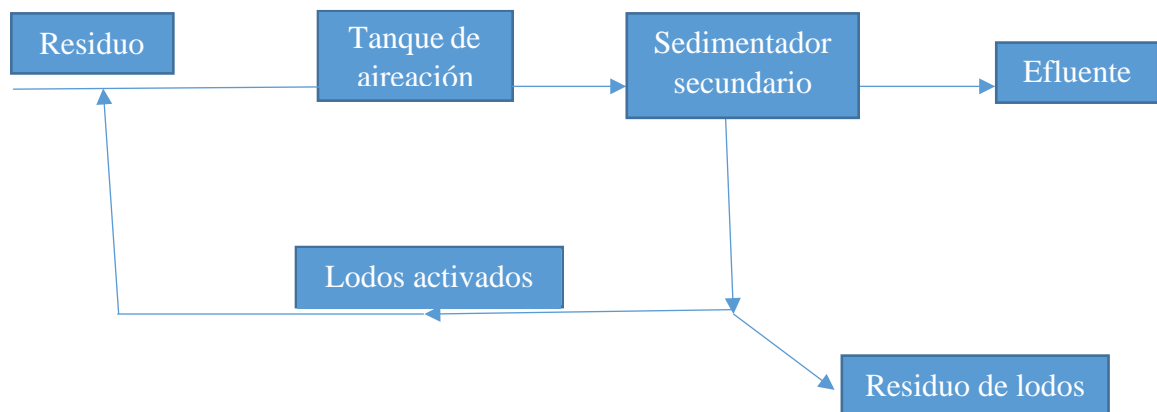 Residuo
Tanque de
aireación
Sedimentador
secundario
Efluente
Lodos activados
Residuo de lodos